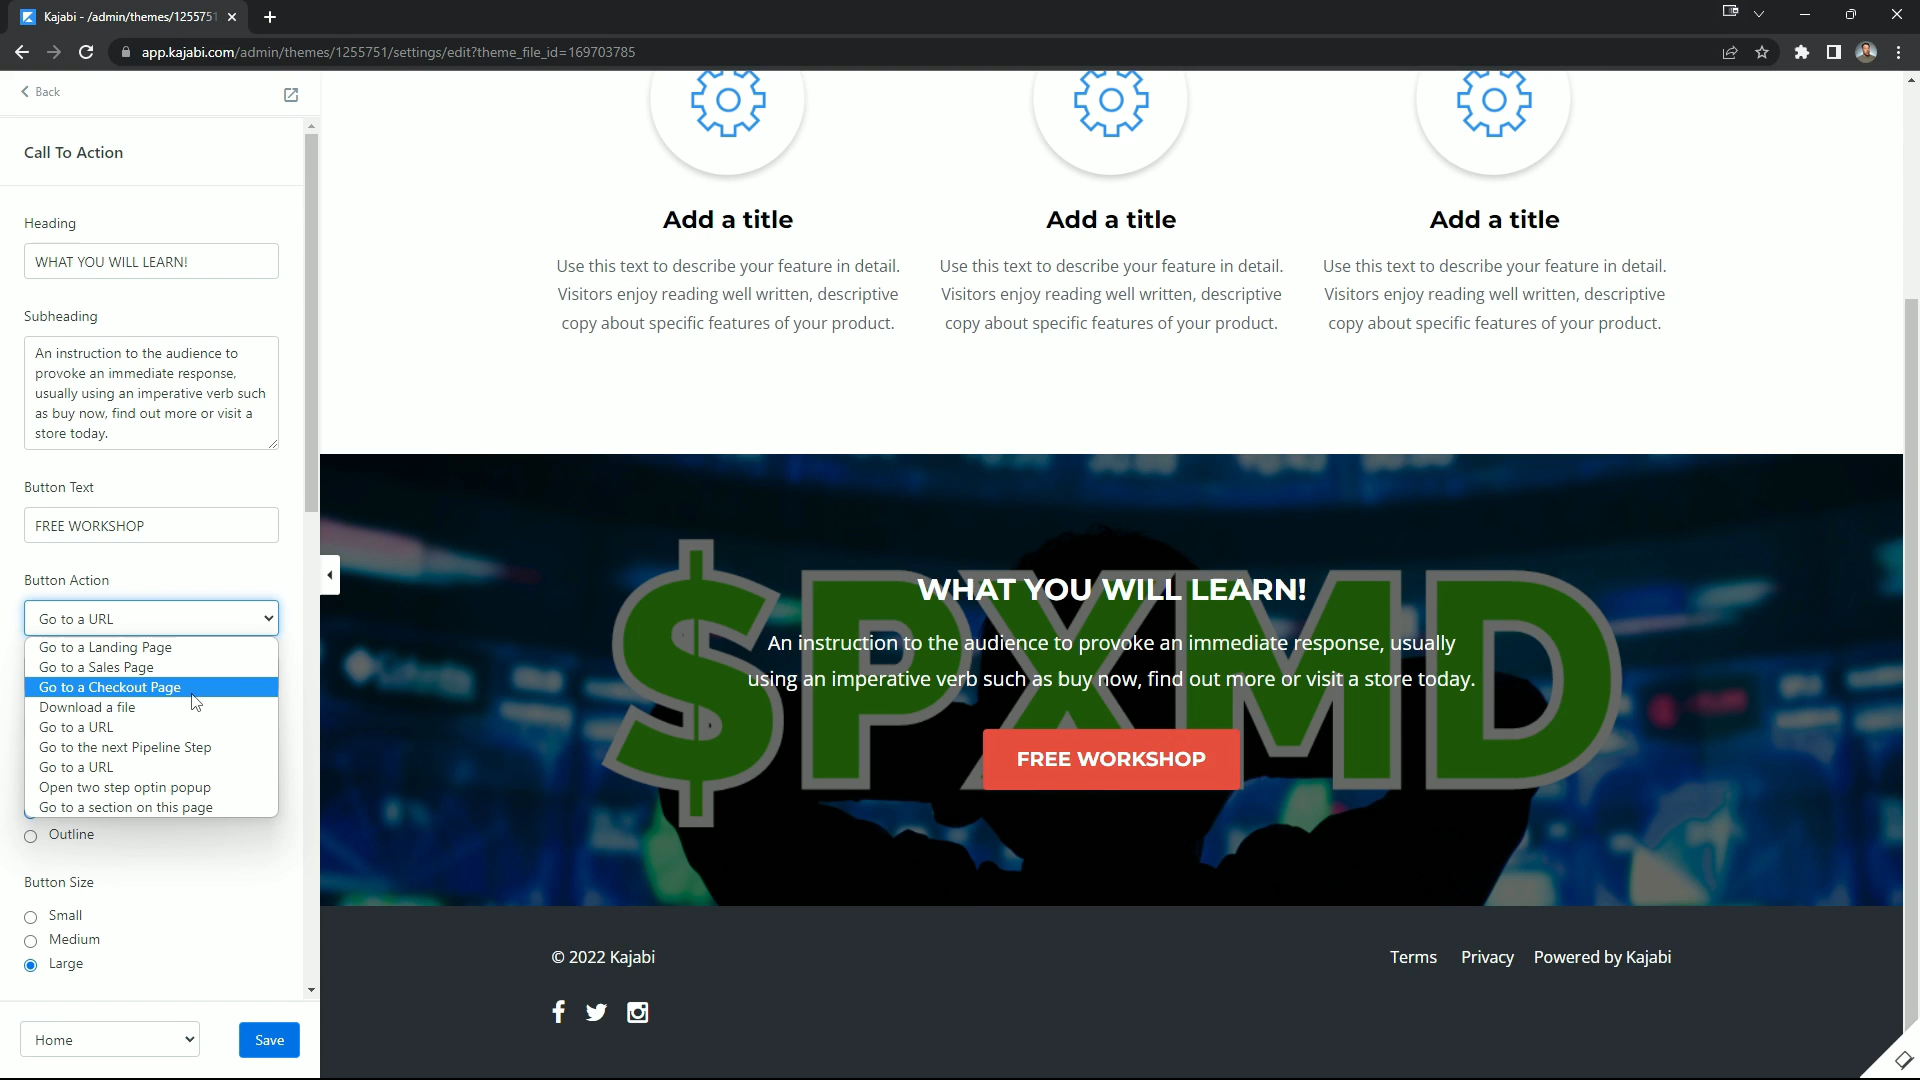 Kajabi - /admin/themes/1255751
app.kajabi.com/admin/themes/1255751/settings/edit?theme_file_id=169703785
Back
Call To Action
Heading
WHAT YOU WILL LEARN!
Subheading
An instruction to the audience to
provoke an immediate response,
usually using an imperative verb such
as buy now, find out more or visit a
store today.
Button Text
FREE WORKSHOP
Button Action
Go to a URL
Go to a Landing Page
Go to a Sales Page
Go to a Checkout Page
Download a file
Go to a URL
Go to the next Pipeline Step
Go to a URL
Open two step optin popup
Go to a section on this page
Outline
Button Size
Small
Medium
Large
Home
Save
Add a title
Use this text to describe your feature in detail.
Visitors enjoy reading well written, descriptive
copy about specific features of your product.
Add a title
Use this text to describe your feature in detail.
Visitors enjoy reading well written, descriptive
copy about specific features of your product.
Add a title
Use this text to describe your feature in detail.
Visitors enjoy reading well written, descriptive
copy about specific features of your product.
$PXMD
WHAT YOU WILL LEARN!
An instruction to the audience to provoke an immediate response, usually
using an imperative verb such as buy now, find out more or visit a store today.
FREE WORKSHOP
© 2022 Kajabi
Terms Privacy Powered by Kajabi